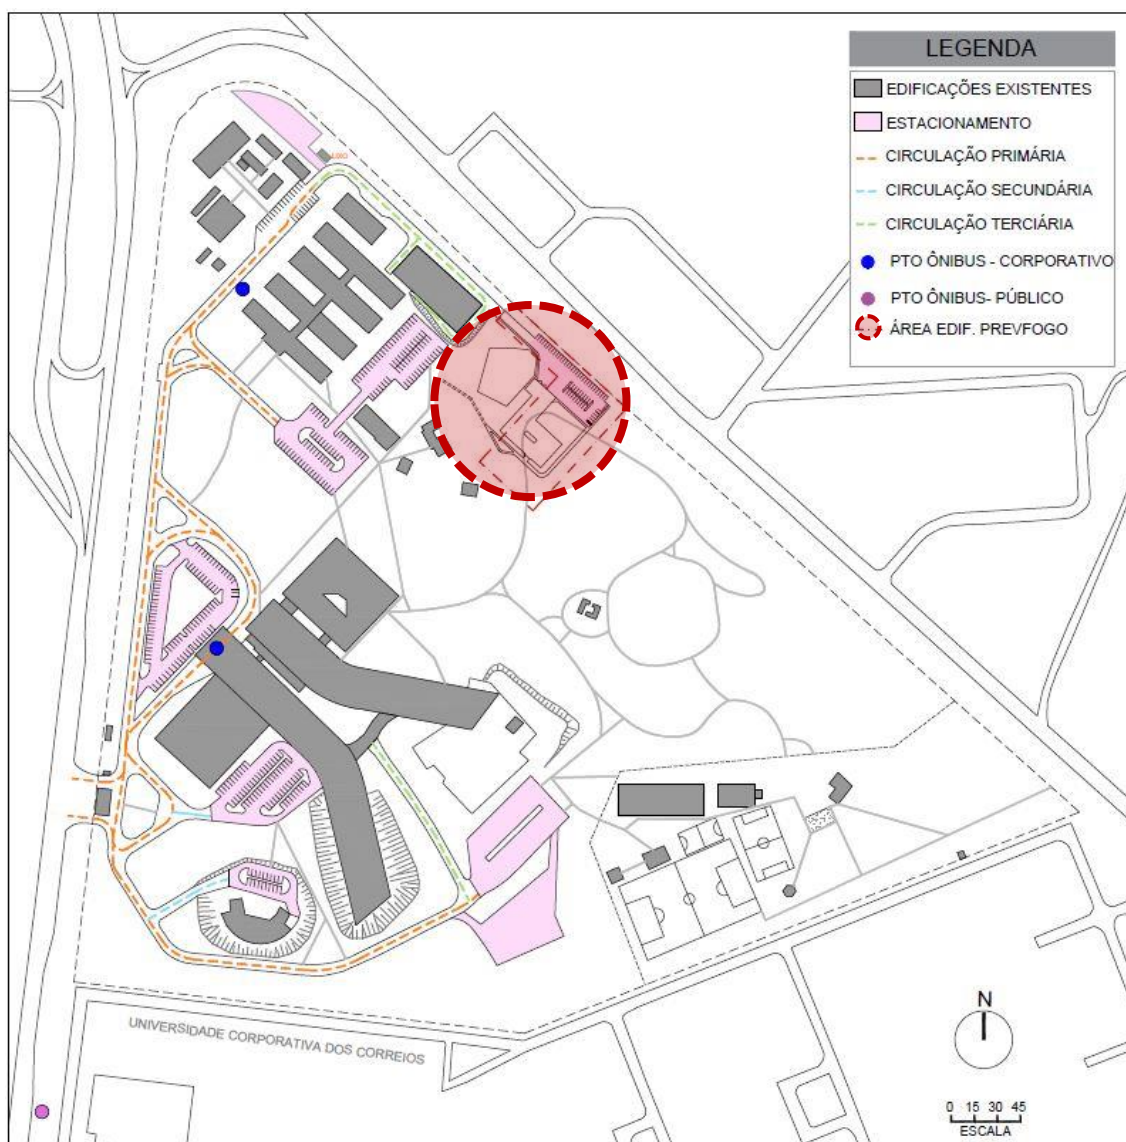 LEGENDA
EDIFICAÇÕES EXISTENTES
ESTACIONAMENTO
CIRCULAÇÃO PRIMÁRIA
CIRCULAÇÃO SECUNDÁRIA
CIRCULAÇÃO TERCIÁRIA
PTO ÔNIBUS - CORPORATIVO
PTO ÔNIBUS- PÚBLICO
ÁREA EDIF. PREVFOGO
LIXO
UNIVERSIDADE CORPORATIVA DOS CORREIOS
N
0 15 30 45
ESCALA